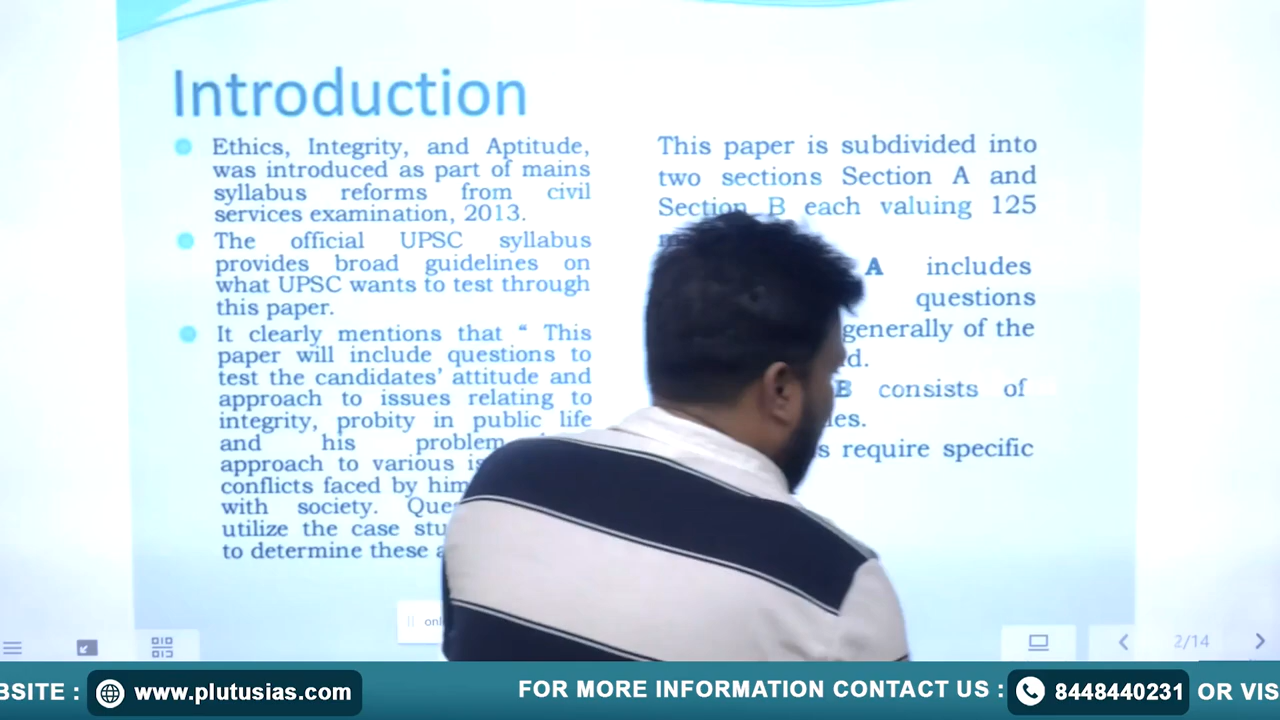 Introduction
Ethics, Integrity, and Aptitude,
was introduced as part of mains
syllabus reforms from civil
services examination, 2013.
The official UPSC syllabus
provides broad guidelines on
what UPSC wants to test through
this paper.
It clearly mentions that “ This
paper will include questions to
test the candidates’ attitude and
approach to issues relating to
integrity, probity in public life
and his problem
approach to various
conflicts faced by him
with society.
utilize the case
to determine these
This paper is subdivided into
two sections Section A and
Section B each valuing 125
A includes
questions
generally of the
B consists of
require specific
2/14
BSITE : www.plutusias.com
FOR MORE INFORMATION CONTACT US : 8448440231 OR VIS